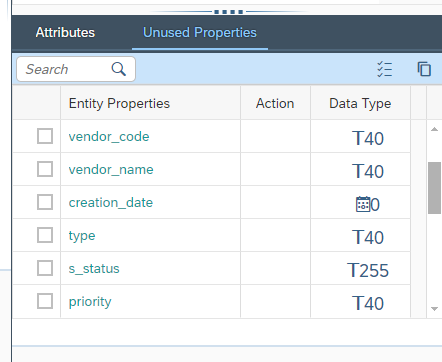 Attributes Unused Properties
Search
Entity Properties Action Data Type
vendor_code T40
vendor_name T40
creation_date 0
type T40
s_status T255
priority T40